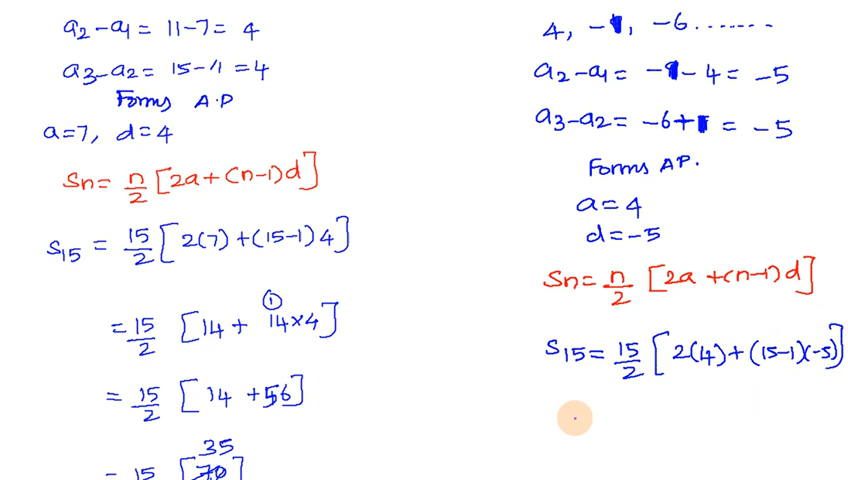 a2-a1 = 11-7 = 4
a3-a2 = 15-11 = 4
Forms A.P
a=7, d=4
Sn = n/2 [2a+(n-1)d]
S15 = 15/2 [2(7)+(15-1)4]
= 15/2 [14 + 14×4]
①
= 15/2 [14 + 56]
35
= 15 [70]
4, -1, -6 ........
a2-a1 = -1-4 = -5
a3-a2 = -6+1 = -5
Forms AP.
a=4
d=-5
Sn = n/2 [2a+(n-1)d]
S15 = 15/2 [2(4)+(15-1)(-5)]